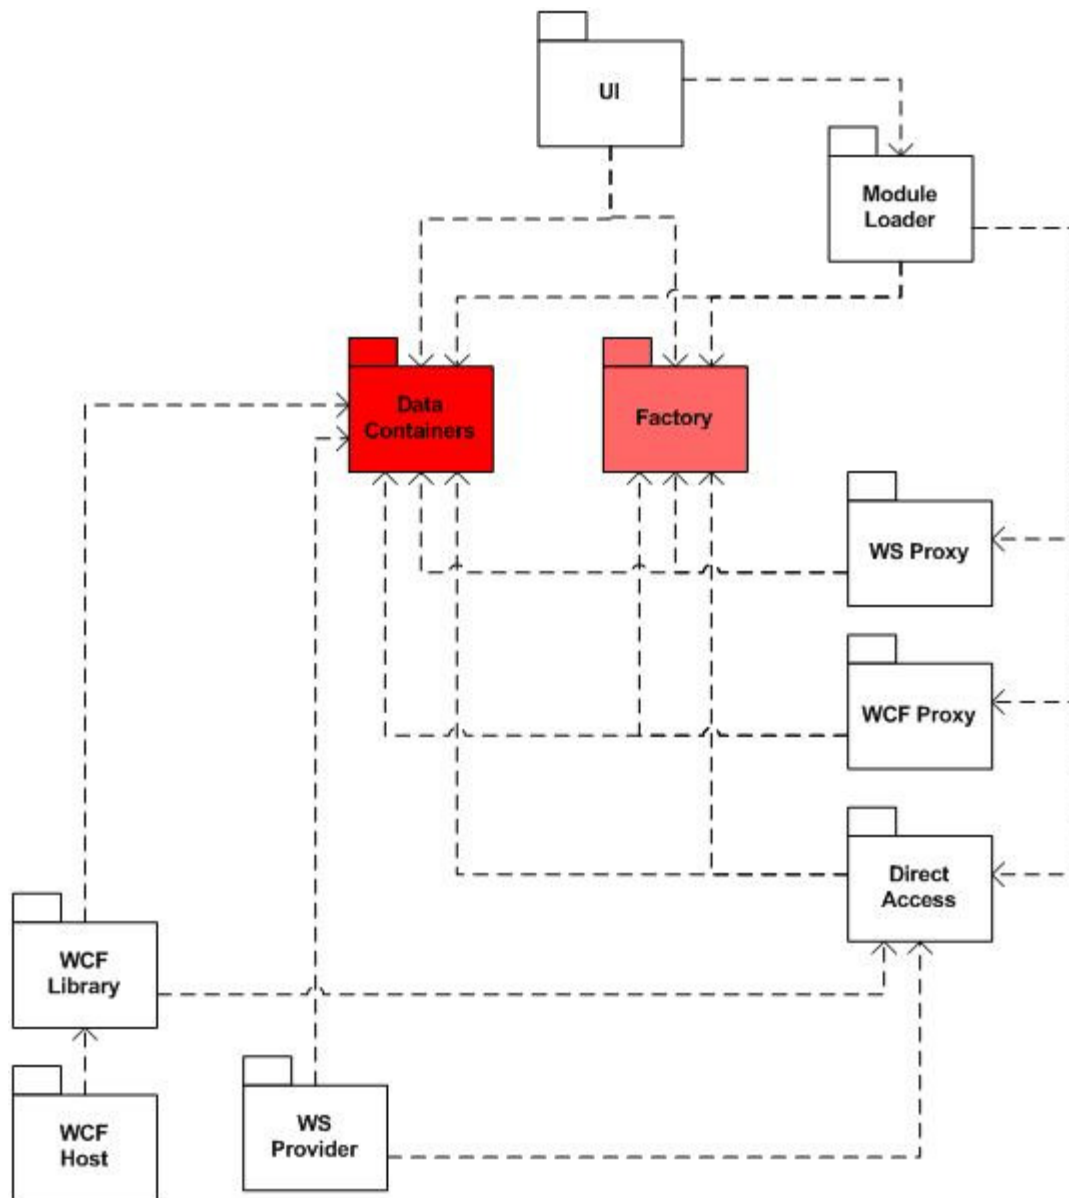 UI
Module
Loader
Data
Containers
Factory
WS Proxy
WCF Proxy
Direct
Access
WCF
Library
WCF
Host
WS
Provider